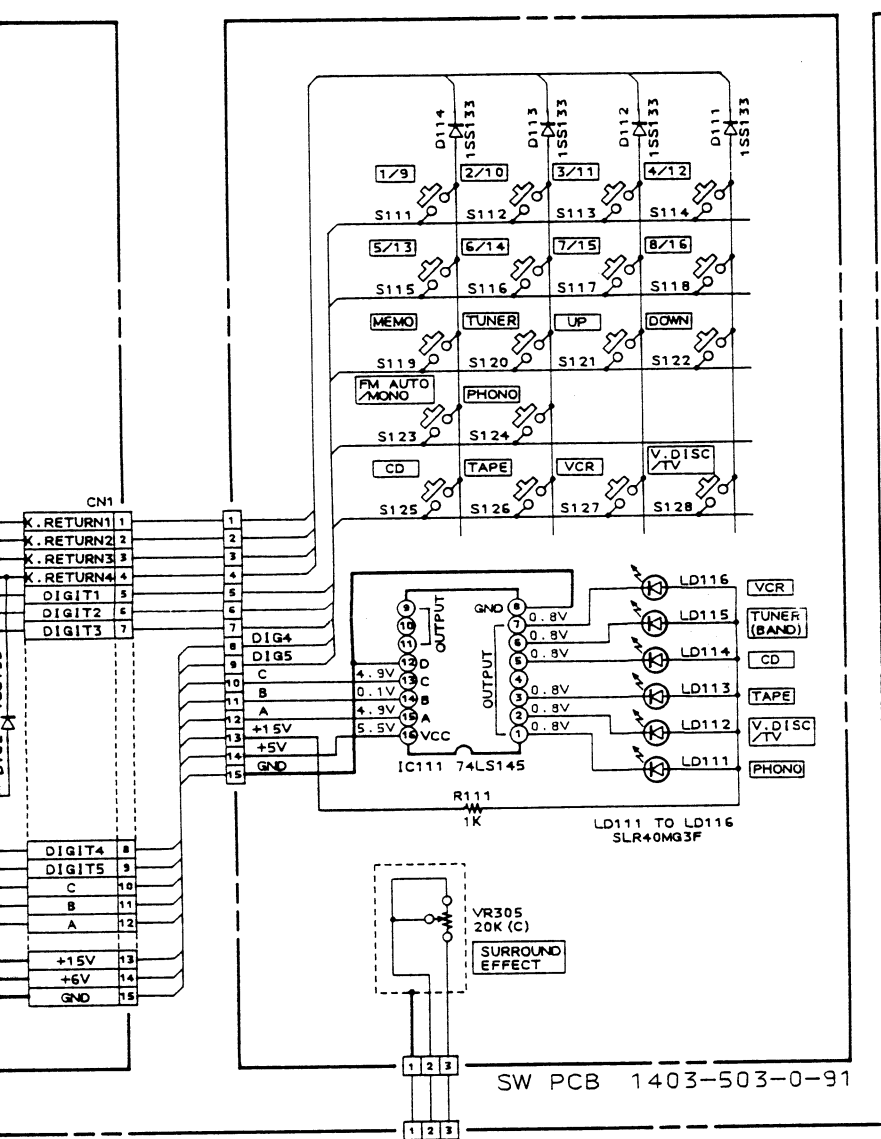 D114 1SS133 D113 1SS133 D112 1SS133 D111 1SS133
1/9 2/10 3/11 4/12
S111 S112 S113 S114
5/13 6/14 7/15 8/16
S115 S116 S117 S118
MEMO TUNER UP DOWN
S119 S120 S121 S122
FM AUTO
/MONO
PHONO
S123 S124
CD TAPE VCR
V.DISC
/TV
S125 S126 S127 S128
CN1
K.RETURN1 1
K.RETURN2 2
K.RETURN3 3
K.RETURN4 4
DIGIT1 5
DIGIT2 6
DIGIT3 7
1
2
3
4
5
6
7
8 DIG4
9 DIG5
10 C
11 B
12 A
13 +15V
14 +5V
15 GND
4.9V
0.1V
4.9V
5.5V
9
10
11
OUTPUT
12 D
13 C
14 B
15 A
16 VCC
GND 8
OUTPUT
7 0.8V
6 0.8V
5 0.8V
4
3 0.8V
2 0.8V
1 0.8V
IC111 74LS145
LD116 VCR
LD115 TUNER
(BAND)
LD114 CD
LD113 TAPE
LD112 V.DISC
/TV
LD111 PHONO
R111
1K
LD111 TO LD116
SLR40MG3F
DIGIT4 8
DIGIT5 9
C 10
B 11
A 12
+15V 13
+6V 14
GND 15
VR305
20K(C)
SURROUND
EFFECT
1 2 3
SW PCB 1403-503-0-91
1 2 3